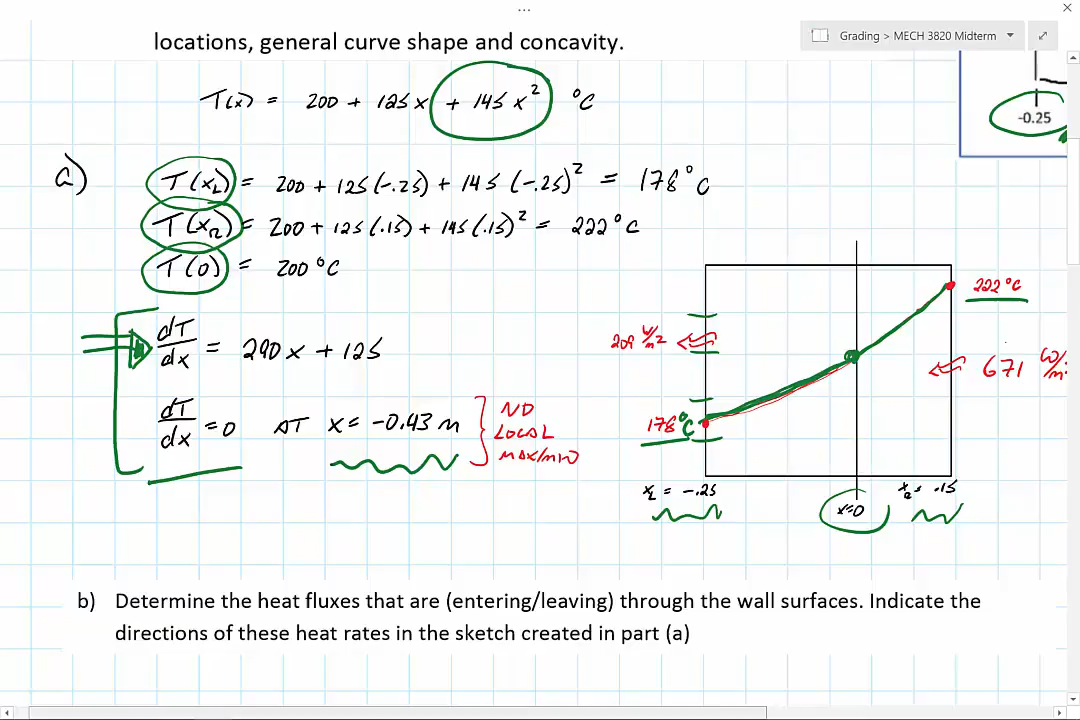 ...
locations, general curve shape and concavity.
Grading > MECH 3820 Midterm
T(x) = 200 + 125x + 145x² °C
-0.25
a) T(x_L) = 200 + 125(-.25) + 145(-.25)² = 178°C
T(x_R) = 200 + 125(.15) + 145(.15)² = 222°C
T(0) = 200°C
dT/dx = 290x + 125
dT/dx = 0 AT x = -0.43 m
NO
LOCAL
MAX/MIN
222°C
209 W/m²
671 W/m
178°C
x_L = -.25
x=0
x_R = .15
b) Determine the heat fluxes that are (entering/leaving) through the wall surfaces. Indicate the
directions of these heat rates in the sketch created in part (a)